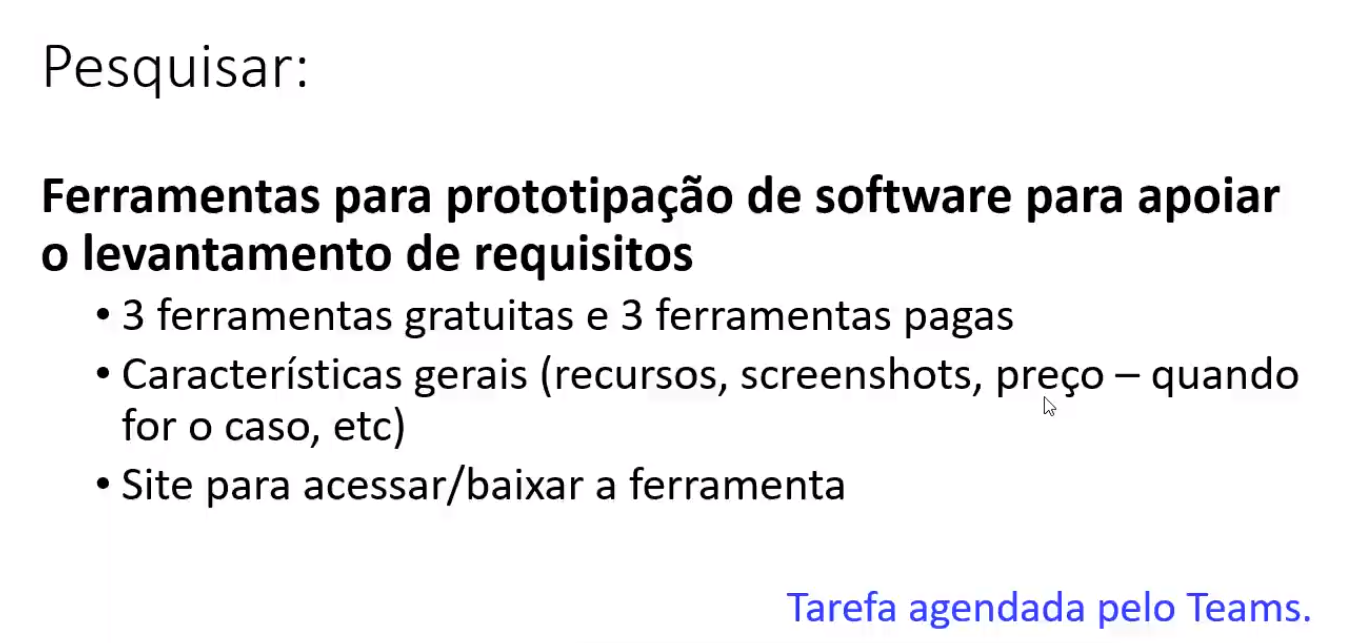 Pesquisar:
Ferramentas para prototipação de software para apoiar
o levantamento de requisitos
• 3 ferramentas gratuitas e 3 ferramentas pagas
• Características gerais (recursos, screenshots, preço – quando
for o caso, etc)
• Site para acessar/baixar a ferramenta
Tarefa agendada pelo Teams.